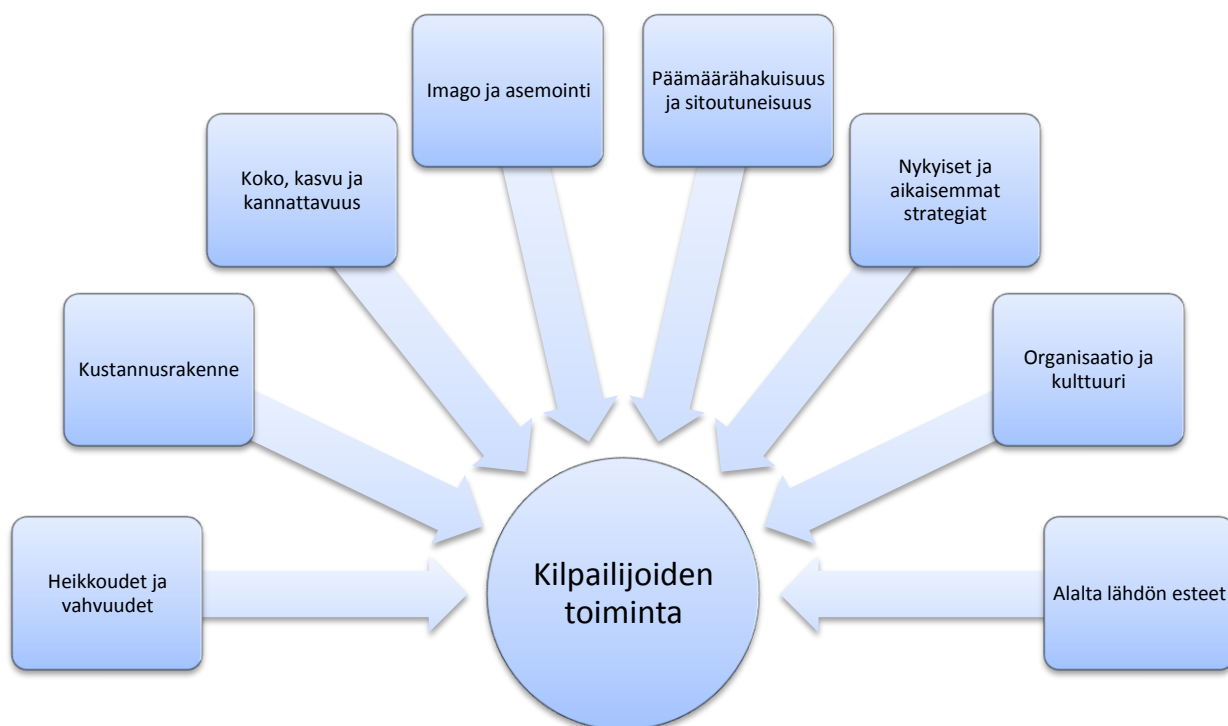 Imago ja asemointi
Päämäärähakuisuus
ja sitoutuneisuus
Koko, kasvu ja
kannattavuus
Nykyiset ja
aikaisemmat
strategiat
Kustannusrakenne
Organisaatio ja
kulttuuri
Heikkoudet ja
vahvuudet
Kilpailijoiden
toiminta
Alalta lähdön esteet